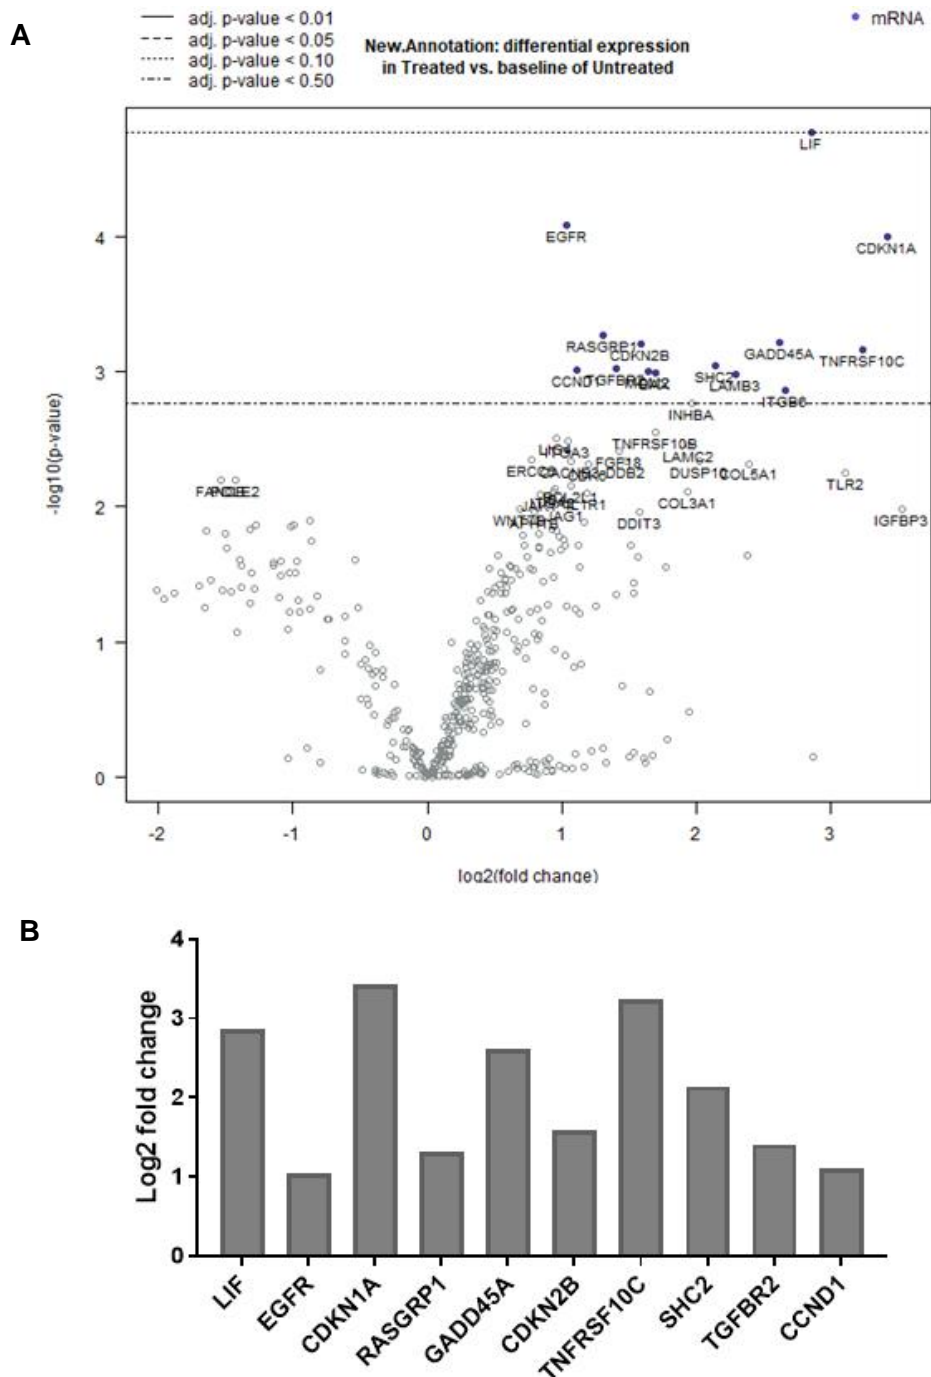 A
adj. p-value < 0.01
adj. p-value < 0.05
adj. p-value < 0.10
adj. p-value < 0.50
New.Annotation: differential expression
in Treated vs. baseline of Untreated
mRNA
LIF
EGFR
CDKN1A
RASGRP1
CDKN2B
GADD45A
TNFRSF10C
CCND1
TGFBR2
SHC2
LAMB3
ITGB6
INHBA
TNFRSF10B
LAMC2
FGF18
DDB2
DUSP10
COL5A1
TLR2
COL3A1
IGFBP3
DDIT3
4
3
2
1
0
-log10(p-value)
-2
-1
0
1
2
3
log2(fold change)
B
4
3
2
1
0
Log2 fold change
LIF
EGFR
CDKN1A
RASGRP1
GADD45A
CDKN2B
TNFRSF10C
SHC2
TGFBR2
CCND1